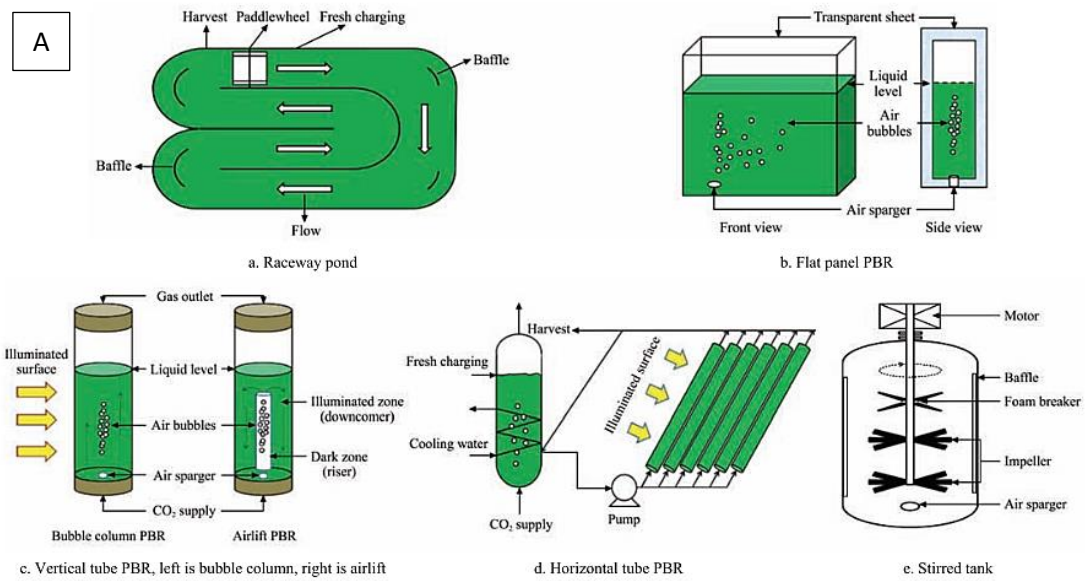 A
Harvest
Paddlewheel
Fresh charging
Baffle
Baffle
Flow
a. Raceway pond
Transparent sheet
Liquid
level
Air
bubbles
Air sparger
Front view
Side view
b. Flat panel PBR
Gas outlet
Illuminated
surface
Liquid level
Illuminated zone
(downcomer)
Air bubbles
Dark zone
(riser)
Air sparger
CO₂ supply
Bubble column PBR
Airlift PBR
c. Vertical tube PBR, left is bubble column, right is airlift
Harvest
Fresh charging
Illuminated surface
Cooling water
Pump
CO₂ supply
d. Horizontal tube PBR
Motor
Baffle
Foam breaker
Impeller
Air sparger
e. Stirred tank